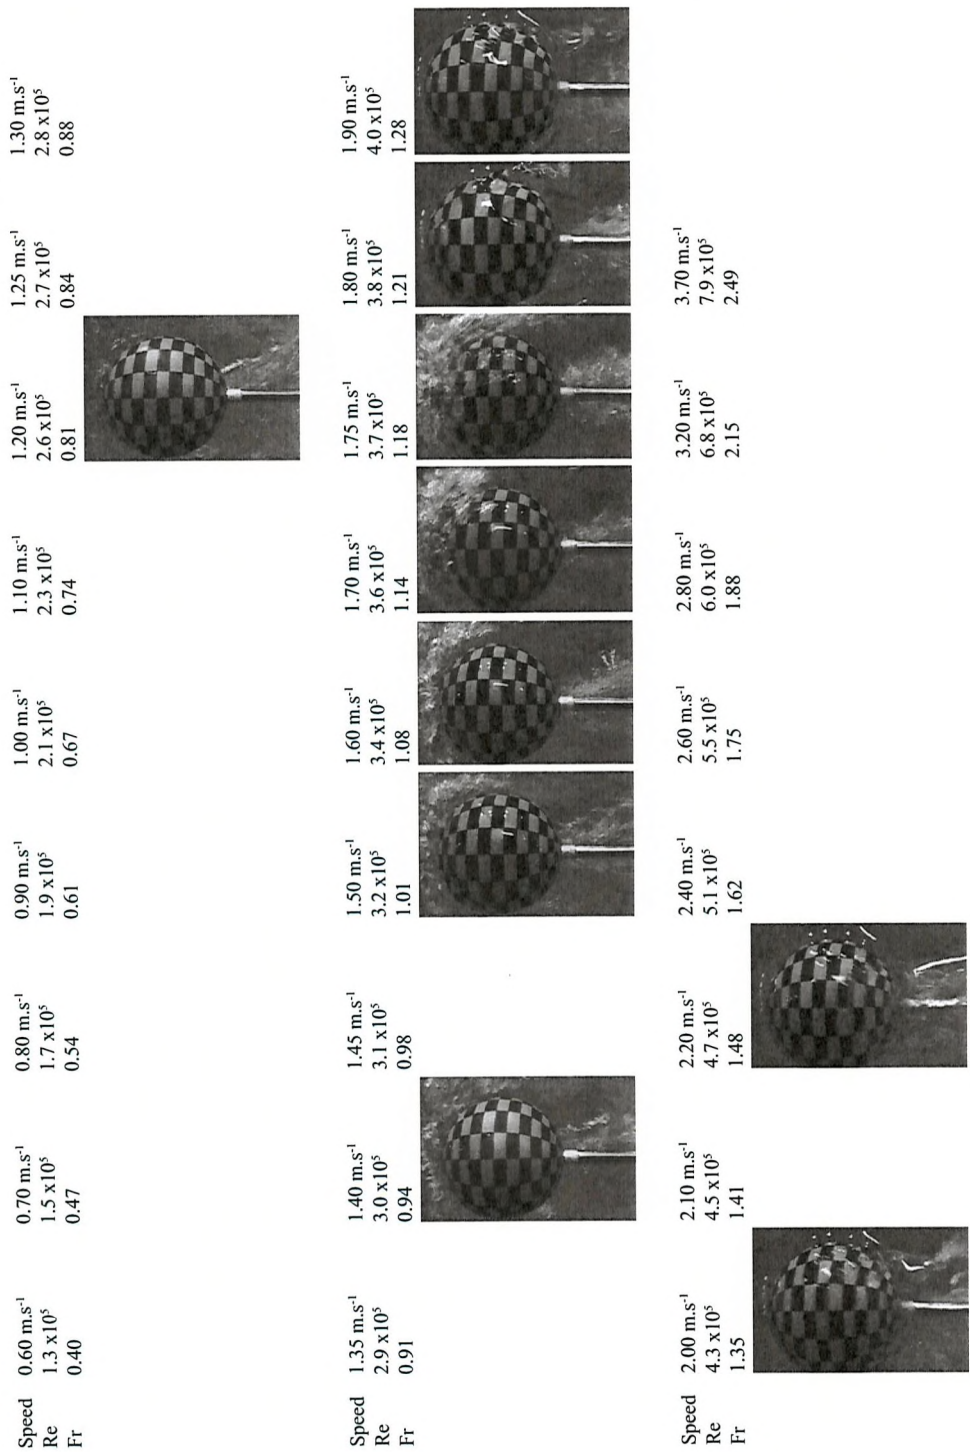 Speed 0.60 m.s⁻¹ 0.70 m.s⁻¹ 0.80 m.s⁻¹ 0.90 m.s⁻¹ 1.00 m.s⁻¹ 1.10 m.s⁻¹ 1.20 m.s⁻¹ 1.25 m.s⁻¹ 1.30 m.s⁻¹
Re 1.3 x10⁵ 1.5 x10⁵ 1.7 x10⁵ 1.9 x10⁵ 2.1 x10⁵ 2.3 x10⁵ 2.6 x10⁵ 2.7 x10⁵ 2.8 x10⁵
Fr 0.40 0.47 0.54 0.61 0.67 0.74 0.81 0.84 0.88
Speed 1.35 m.s⁻¹ 1.40 m.s⁻¹ 1.45 m.s⁻¹ 1.50 m.s⁻¹ 1.60 m.s⁻¹ 1.70 m.s⁻¹ 1.75 m.s⁻¹ 1.80 m.s⁻¹ 1.90 m.s⁻¹
Re 2.9 x10⁵ 3.0 x10⁵ 3.1 x10⁵ 3.2 x10⁵ 3.4 x10⁵ 3.6 x10⁵ 3.7 x10⁵ 3.8 x10⁵ 4.0 x10⁵
Fr 0.91 0.94 0.98 1.01 1.08 1.14 1.18 1.21 1.28
Speed 2.00 m.s⁻¹ 2.10 m.s⁻¹ 2.20 m.s⁻¹ 2.40 m.s⁻¹ 2.60 m.s⁻¹ 2.80 m.s⁻¹ 3.20 m.s⁻¹ 3.70 m.s⁻¹
Re 4.3 x10⁵ 4.5 x10⁵ 4.7 x10⁵ 5.1 x10⁵ 5.5 x10⁵ 6.0 x10⁵ 6.8 x10⁵ 7.9 x10⁵
Fr 1.35 1.41 1.48 1.62 1.75 1.88 2.15 2.49